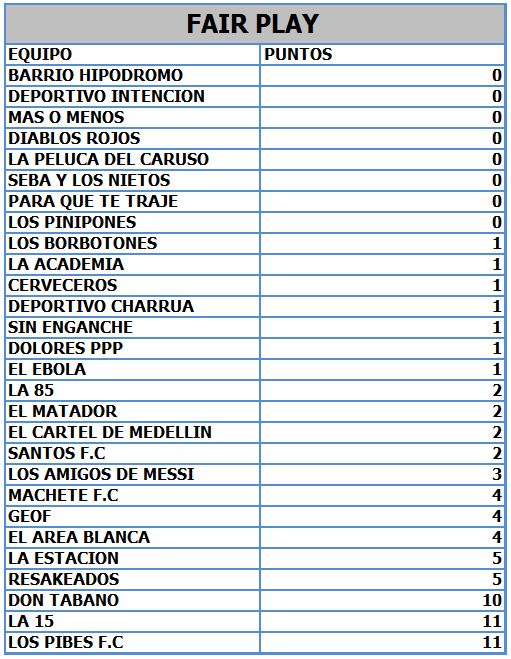 FAIR PLAY
EQUIPO PUNTOS
BARRIO HIPODROMO 0
DEPORTIVO INTENCION 0
MAS O MENOS 0
DIABLOS ROJOS 0
LA PELUCA DEL CARUSO 0
SEBA Y LOS NIETOS 0
PARA QUE TE TRAJE 0
LOS PINIPONES 0
LOS BORBOTONES 1
LA ACADEMIA 1
CERVECEROS 1
DEPORTIVO CHARRUA 1
SIN ENGANCHE 1
DOLORES PPP 1
EL EBOLA 1
LA 85 2
EL MATADOR 2
EL CARTEL DE MEDELLIN 2
SANTOS F.C 2
LOS AMIGOS DE MESSI 3
MACHETE F.C 4
GEOF 4
EL AREA BLANCA 4
LA ESTACION 5
RESAKEADOS 5
DON TABANO 10
LA 15 11
LOS PIBES F.C 11